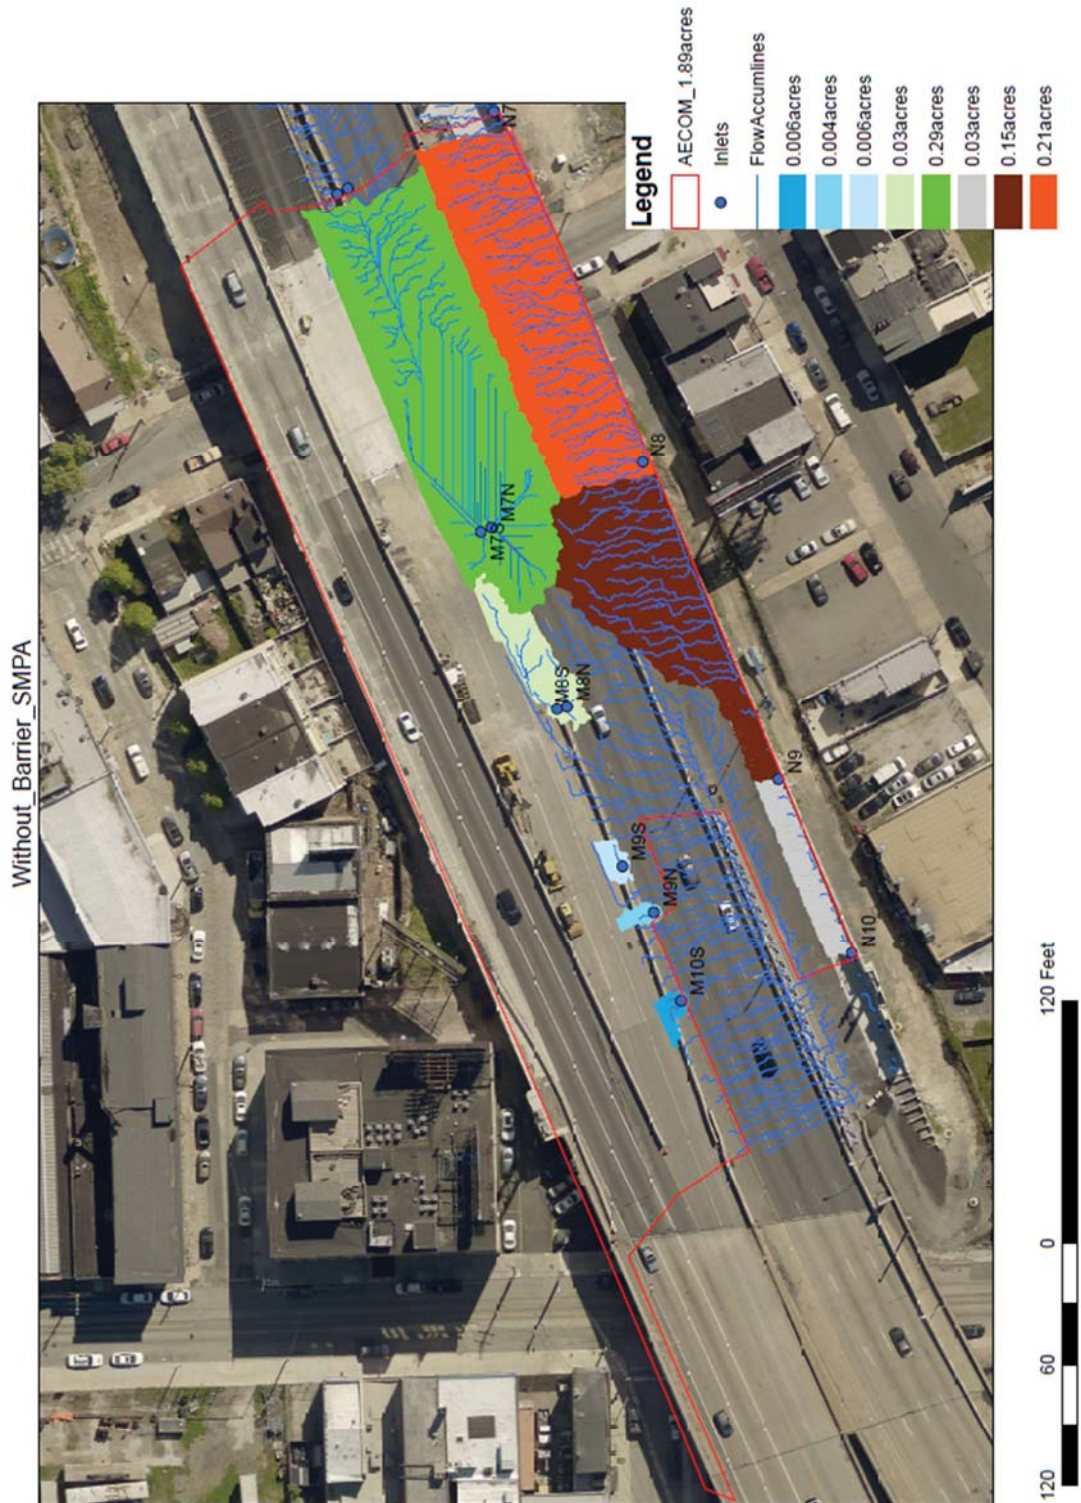 Without_Barrier_SMPA
N7
M7S
M7N
N8
M8S
M8N
M9S
M9N
M10S
N9
N10
Legend
AECOM_1.89acres
Inlets
FlowAccumlines
0.006acres
0.004acres
0.006acres
0.03acres
0.29acres
0.03acres
0.15acres
0.21acres
120
60
0
120 Feet